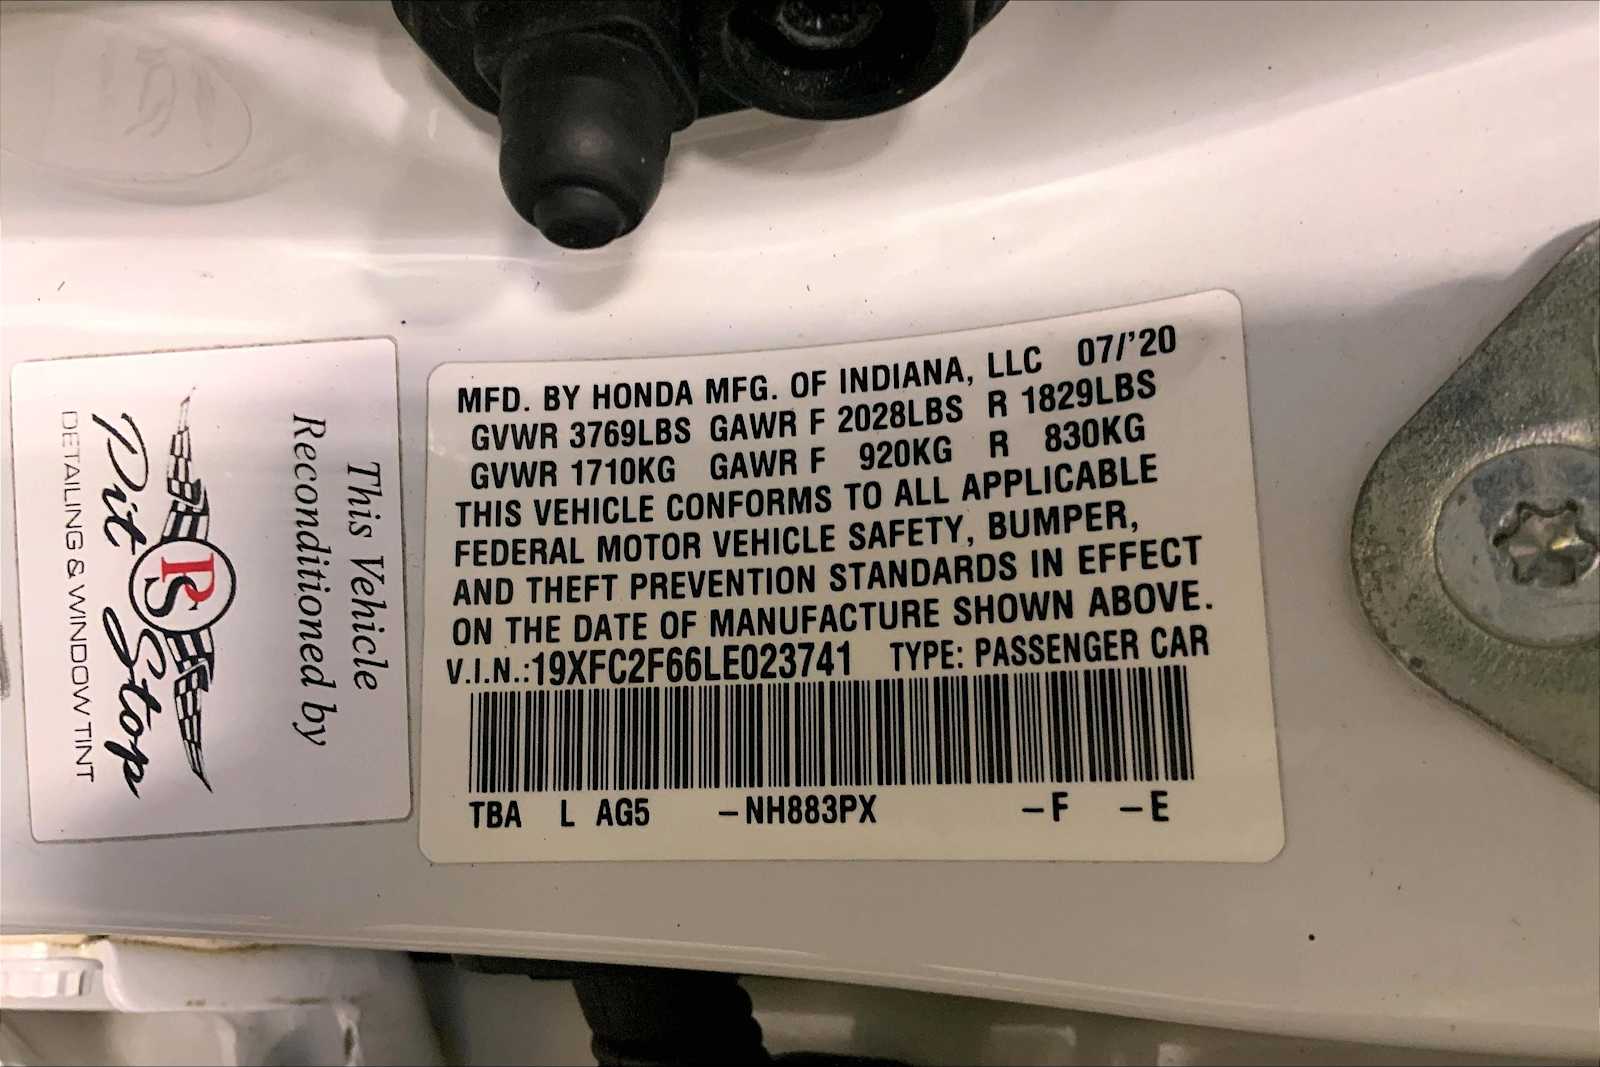 MFD. BY HONDA MFG. OF INDIANA, LLC 07/'20
GVWR 3769LBS GAWR F 2028LBS R 1829LBS
GVWR 1710KG GAWR F 920KG R 830KG
THIS VEHICLE CONFORMS TO ALL APPLICABLE
FEDERAL MOTOR VEHICLE SAFETY, BUMPER,
AND THEFT PREVENTION STANDARDS IN EFFECT
ON THE DATE OF MANUFACTURE SHOWN ABOVE.
V.I.N.:19XFC2F66LE023741 TYPE: PASSENGER CAR
TBA L AG5 –NH883PX –F –E
This Vehicle
Reconditioned by
PS
Pit Stop
DETAILING & WINDOW TINT